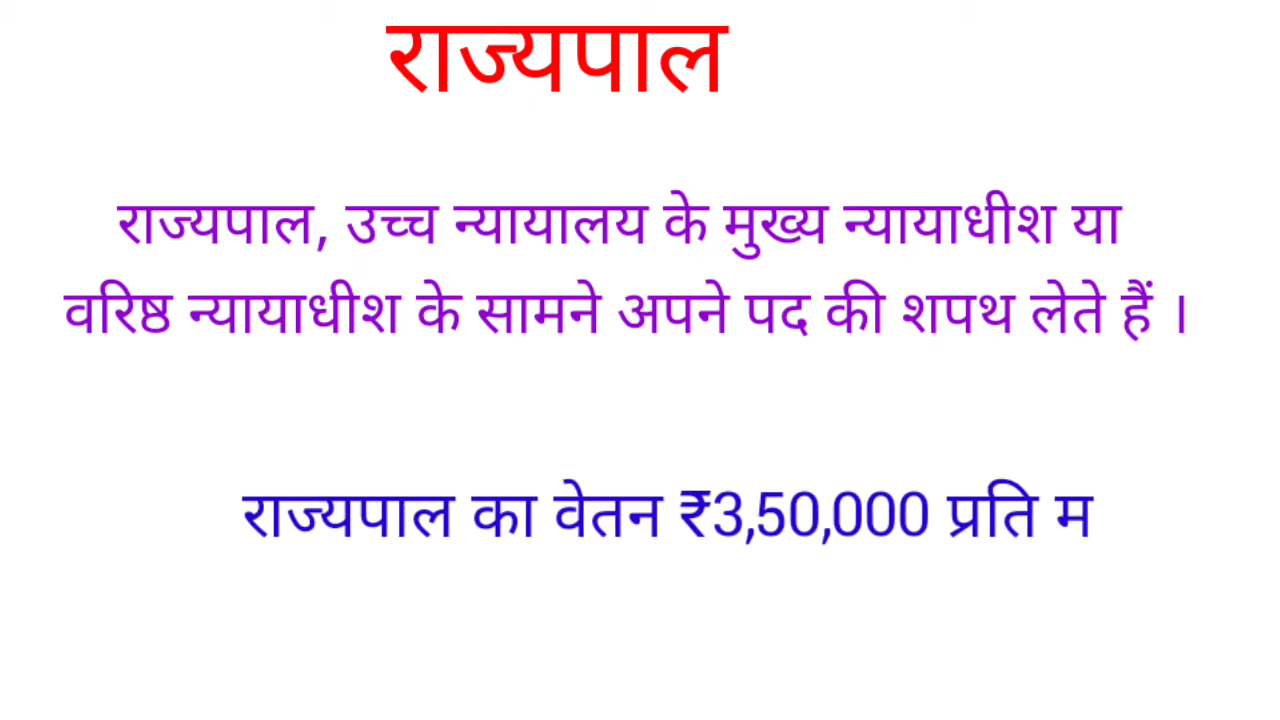 राज्यपाल
राज्यपाल, उच्च न्यायालय के मुख्य न्यायाधीश या
वरिष्ठ न्यायाधीश के सामने अपने पद की शपथ लेते हैं ।
राज्यपाल का वेतन ₹3,50,000 प्रति म